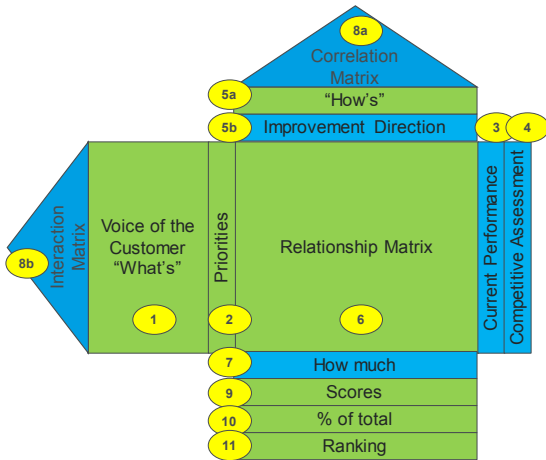 8a
Correlation
Matrix
5a
"How's"
5b
Improvement Direction
3
4
Interaction
Matrix
8b
Voice of the
Customer
"What's"
1
Priorities
2
Relationship Matrix
6
Current Performance
Competitive Assessment
7
How much
9
Scores
10
% of total
11
Ranking